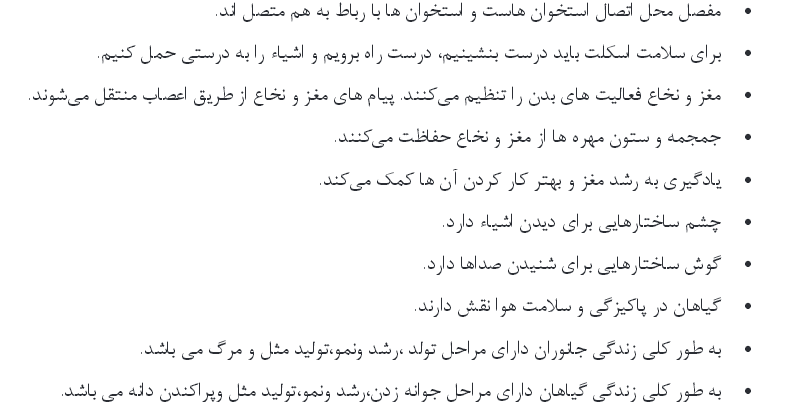 • مفصل محل اتصال استخوان هاست و استخوان ها با رباط به هم متصل اند.
• برای سلامت اسکلت باید درست بنشینیم، درست راه برویم و اشیاء را به درستی حمل کنیم.
• مغز و نخاع فعالیت های بدن را تنظیم می‌کنند. پیام های مغز و نخاع از طریق اعصاب منتقل می‌شوند.
• جمجمه و ستون مهره ها از مغز و نخاع حفاظت می‌کنند.
• یادگیری به رشد مغز و بهتر کار کردن آن ها کمک می‌کند.
• چشم ساختارهایی برای دیدن اشیاء دارد.
• گوش ساختارهایی برای شنیدن صداها دارد.
• گیاهان در پاکیزگی و سلامت هوا نقش دارند.
• به طور کلی زندگی جانوران دارای مراحل تولد ،رشد ونمو،تولید مثل و مرگ می باشد.
• به طور کلی زندگی گیاهان دارای مراحل جوانه زدن،رشد ونمو،تولید مثل وپراکندن دانه می باشد.